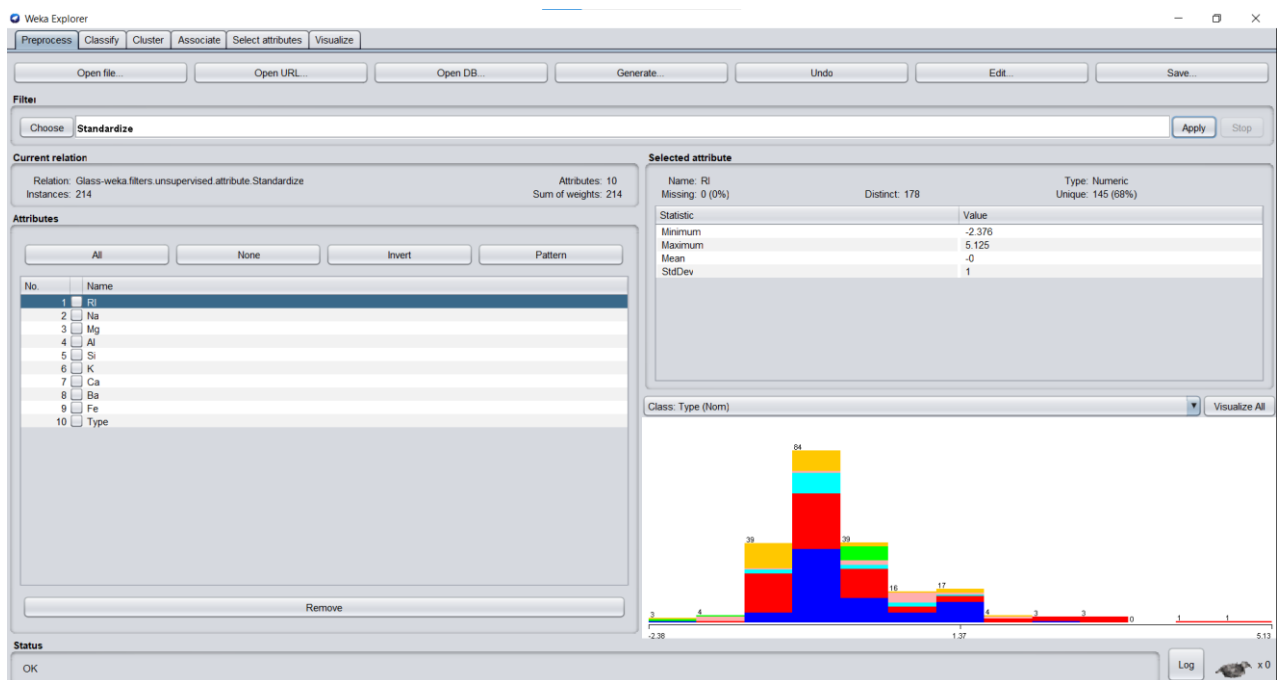 Weka Explorer
Preprocess Classify Cluster Associate Select attributes Visualize
Open file... Open URL... Open DB... Generate... Undo Edit... Save...
Filter
Choose Standardize Apply Stop
Current relation
Relation: Glass-weka.filters.unsupervised.attribute.Standardize Attributes: 10
Instances: 214 Sum of weights: 214
Attributes
All None Invert Pattern
No. Name
1 RI
2 Na
3 Mg
4 Al
5 Si
6 K
7 Ca
8 Ba
9 Fe
10 Type
Remove
Selected attribute
Name: RI Type: Numeric
Missing: 0 (0%) Distinct: 178 Unique: 145 (68%)
Statistic Value
Minimum -2.376
Maximum 5.125
Mean -0
StdDev 1
Class: Type (Nom) Visualize All
84
39 39
16 17
3 4 4 3 3 0 1 1
-2.38 1.37 5.13
Status
OK Log x 0